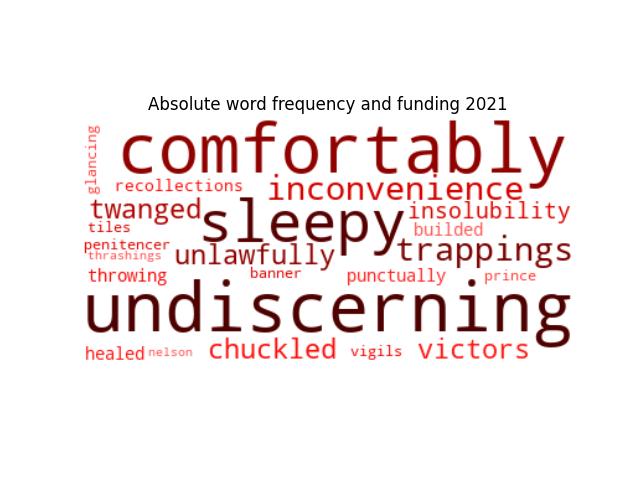 Absolute word frequency and funding 2021
glancing
comfortably
recollections
inconvenience
twanged
sleepy
insolubility
tiles
builded
penitencer
unlawfully
trappings
thrashings
throwing
banner
punctually
prince
undiscerning
healed
nelson
chuckled
vigils
victors